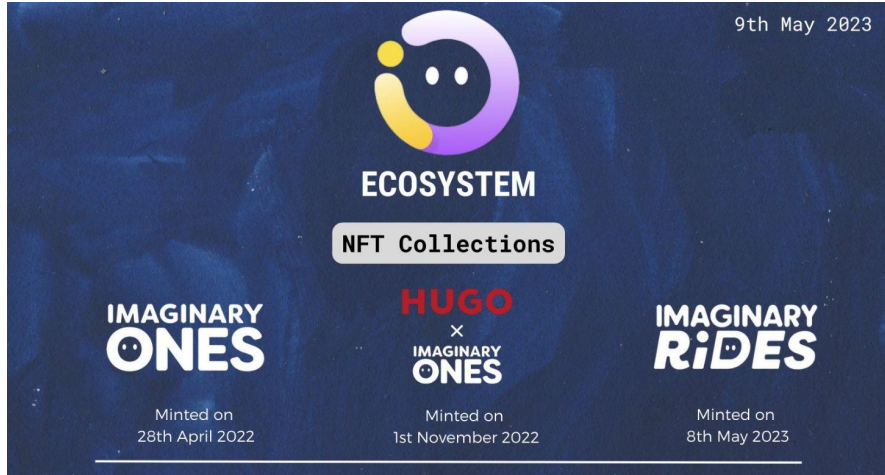 9th May 2023
ECOSYSTEM
NFT Collections
IMAGINARY
ONES
Minted on
28th April 2022
HUGO
×
IMAGINARY
ONES
Minted on
1st November 2022
IMAGINARY
RiDES
Minted on
8th May 2023